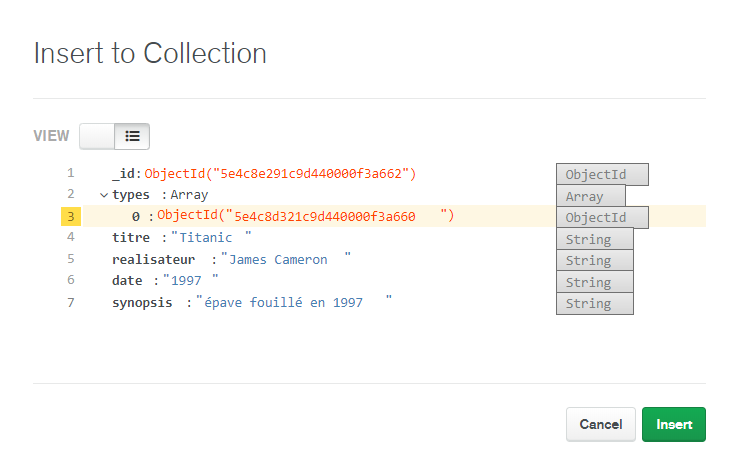 Insert to Collection
VIEW
1 _id:ObjectId("5e4c8e291c9d440000f3a662") ObjectId
2 types :Array Array
3 0 :ObjectId("5e4c8d321c9d440000f3a660 ") ObjectId
4 titre :"Titanic " String
5 realisateur :"James Cameron " String
6 date :"1997 " String
7 synopsis :"épave fouillé en 1997 " String
Cancel Insert